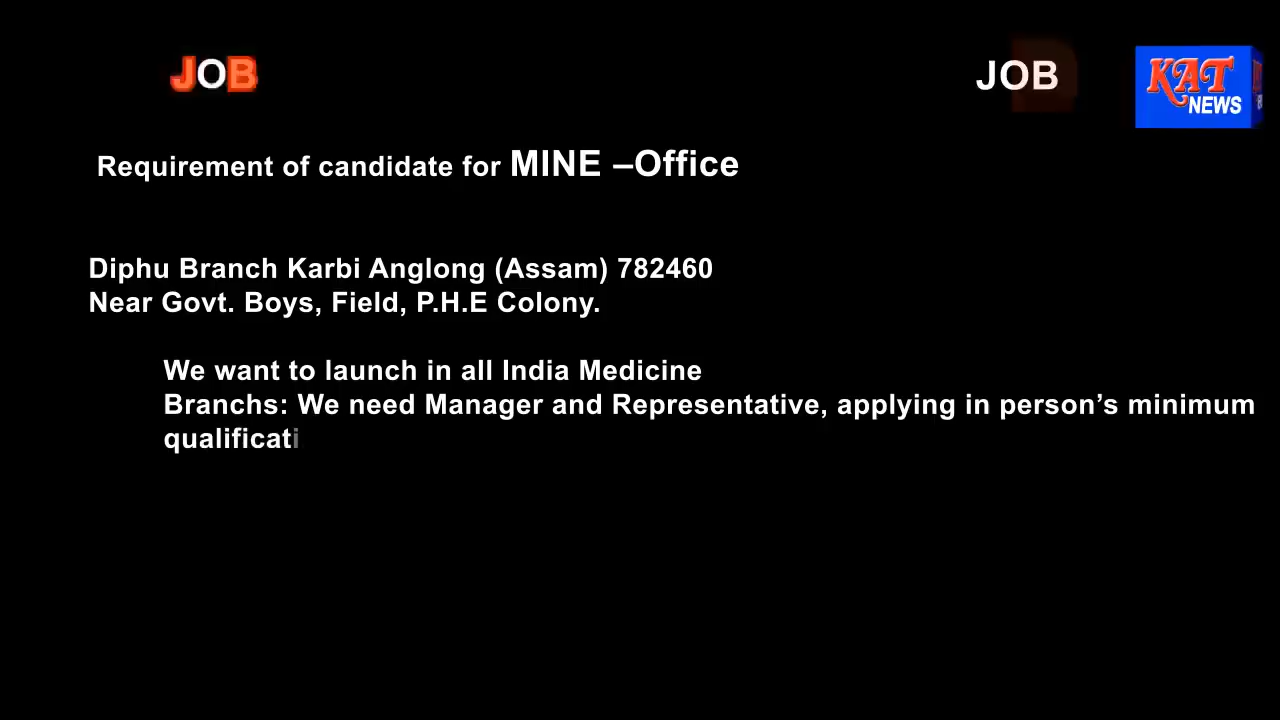 JOB
JOB
KAT
NEWS
Requirement of candidate for MINE –Office
Diphu Branch Karbi Anglong (Assam) 782460
Near Govt. Boys, Field, P.H.E Colony.
We want to launch in all India Medicine
Branchs: We need Manager and Representative, applying in person’s minimum
qualificati